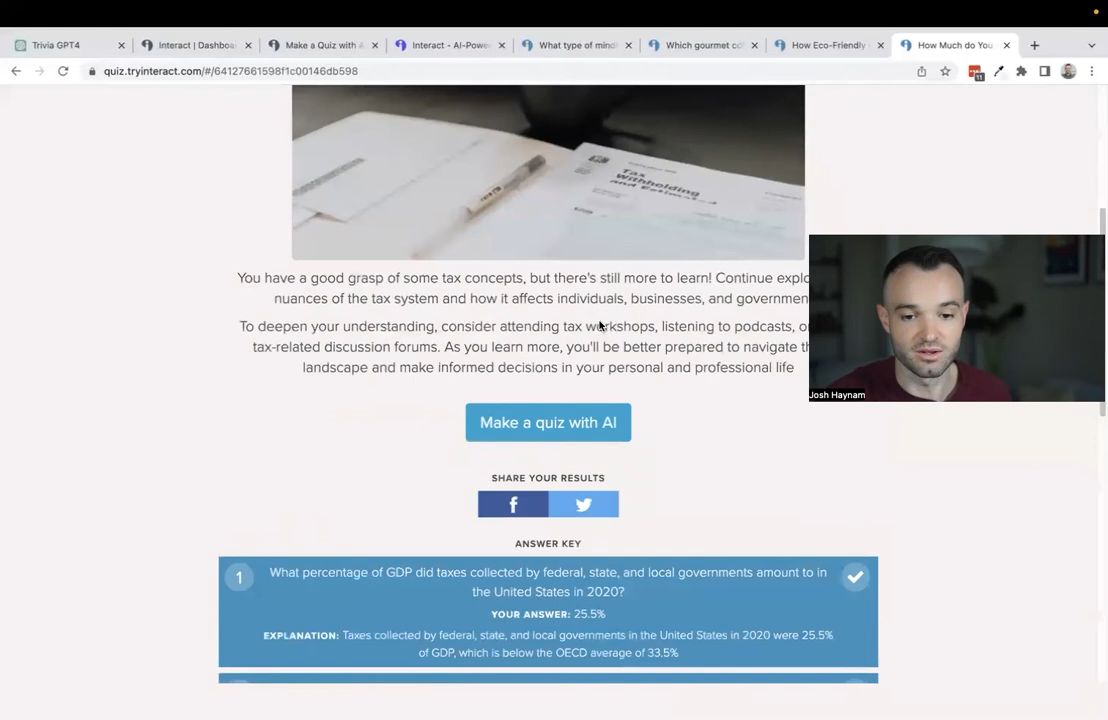 Trivia GPT4
Interact | Dashboa
Make a Quiz with A
Interact - AI-Powe
What type of mind
Which gourmet co
How Eco-Friendly
How Much do You
quiz.tryinteract.com/#/64127661598f1c00146db598
11
Tax
Withholding
You have a good grasp of some tax concepts, but there's still more to learn! Continue explo
nuances of the tax system and how it affects individuals, businesses, and governmen
To deepen your understanding, consider attending tax workshops, listening to podcasts, o
tax-related discussion forums. As you learn more, you'll be better prepared to navigate th
landscape and make informed decisions in your personal and professional life
Josh Haynam
Make a quiz with AI
SHARE YOUR RESULTS
f
ANSWER KEY
1
What percentage of GDP did taxes collected by federal, state, and local governments amount to in
the United States in 2020?
YOUR ANSWER: 25.5%
EXPLANATION: Taxes collected by federal, state, and local governments in the United States in 2020 were 25.5%
of GDP, which is below the OECD average of 33.5%